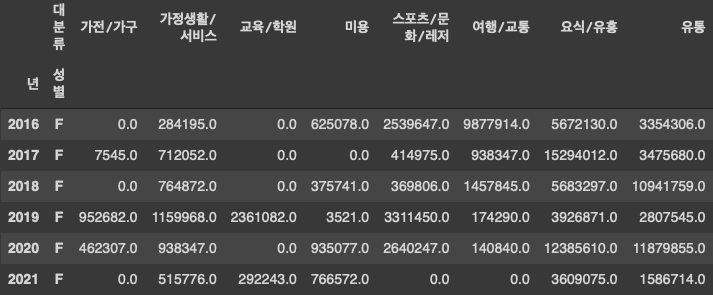 대분류 가전/가구 가정생활/서비스 교육/학원 미용 스포츠/문화/레저 여행/교통 요식/유흥 유통
년 성별
2016 F 0.0 284195.0 0.0 625078.0 2539647.0 9877914.0 5672130.0 3354306.0
2017 F 7545.0 712052.0 0.0 0.0 414975.0 938347.0 15294012.0 3475680.0
2018 F 0.0 764872.0 0.0 375741.0 369806.0 1457845.0 5683297.0 10941759.0
2019 F 952682.0 1159968.0 2361082.0 3521.0 3311450.0 174290.0 3926871.0 2807545.0
2020 F 462307.0 938347.0 0.0 935077.0 2640247.0 140840.0 12385610.0 11879855.0
2021 F 0.0 515776.0 292243.0 766572.0 0.0 0.0 3609075.0 1586714.0